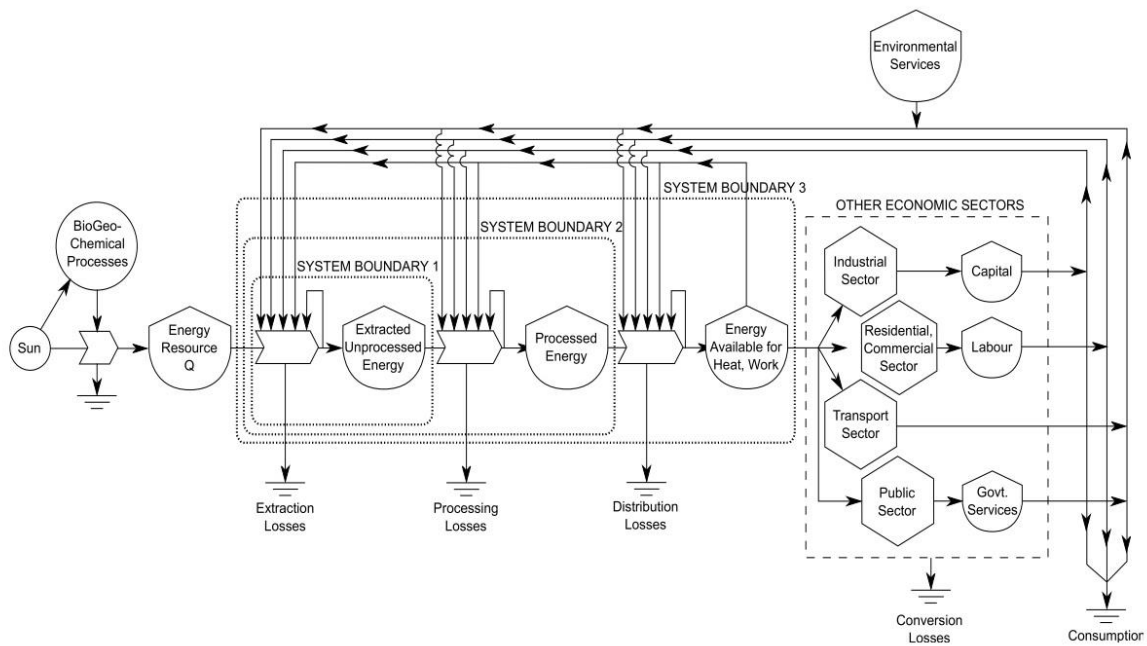 Environmental
Services
SYSTEM BOUNDARY 3
OTHER ECONOMIC SECTORS
BioGeo-
Chemical
Processes
SYSTEM BOUNDARY 2
SYSTEM BOUNDARY 1
Industrial
Sector
Capital
Sun
Energy
Resource
Q
Extracted
Unprocessed
Energy
Processed
Energy
Energy
Available for
Heat, Work
Residential,
Commercial
Sector
Labour
Transport
Sector
Public
Sector
Govt.
Services
Extraction
Losses
Processing
Losses
Distribution
Losses
Conversion
Losses
Consumption